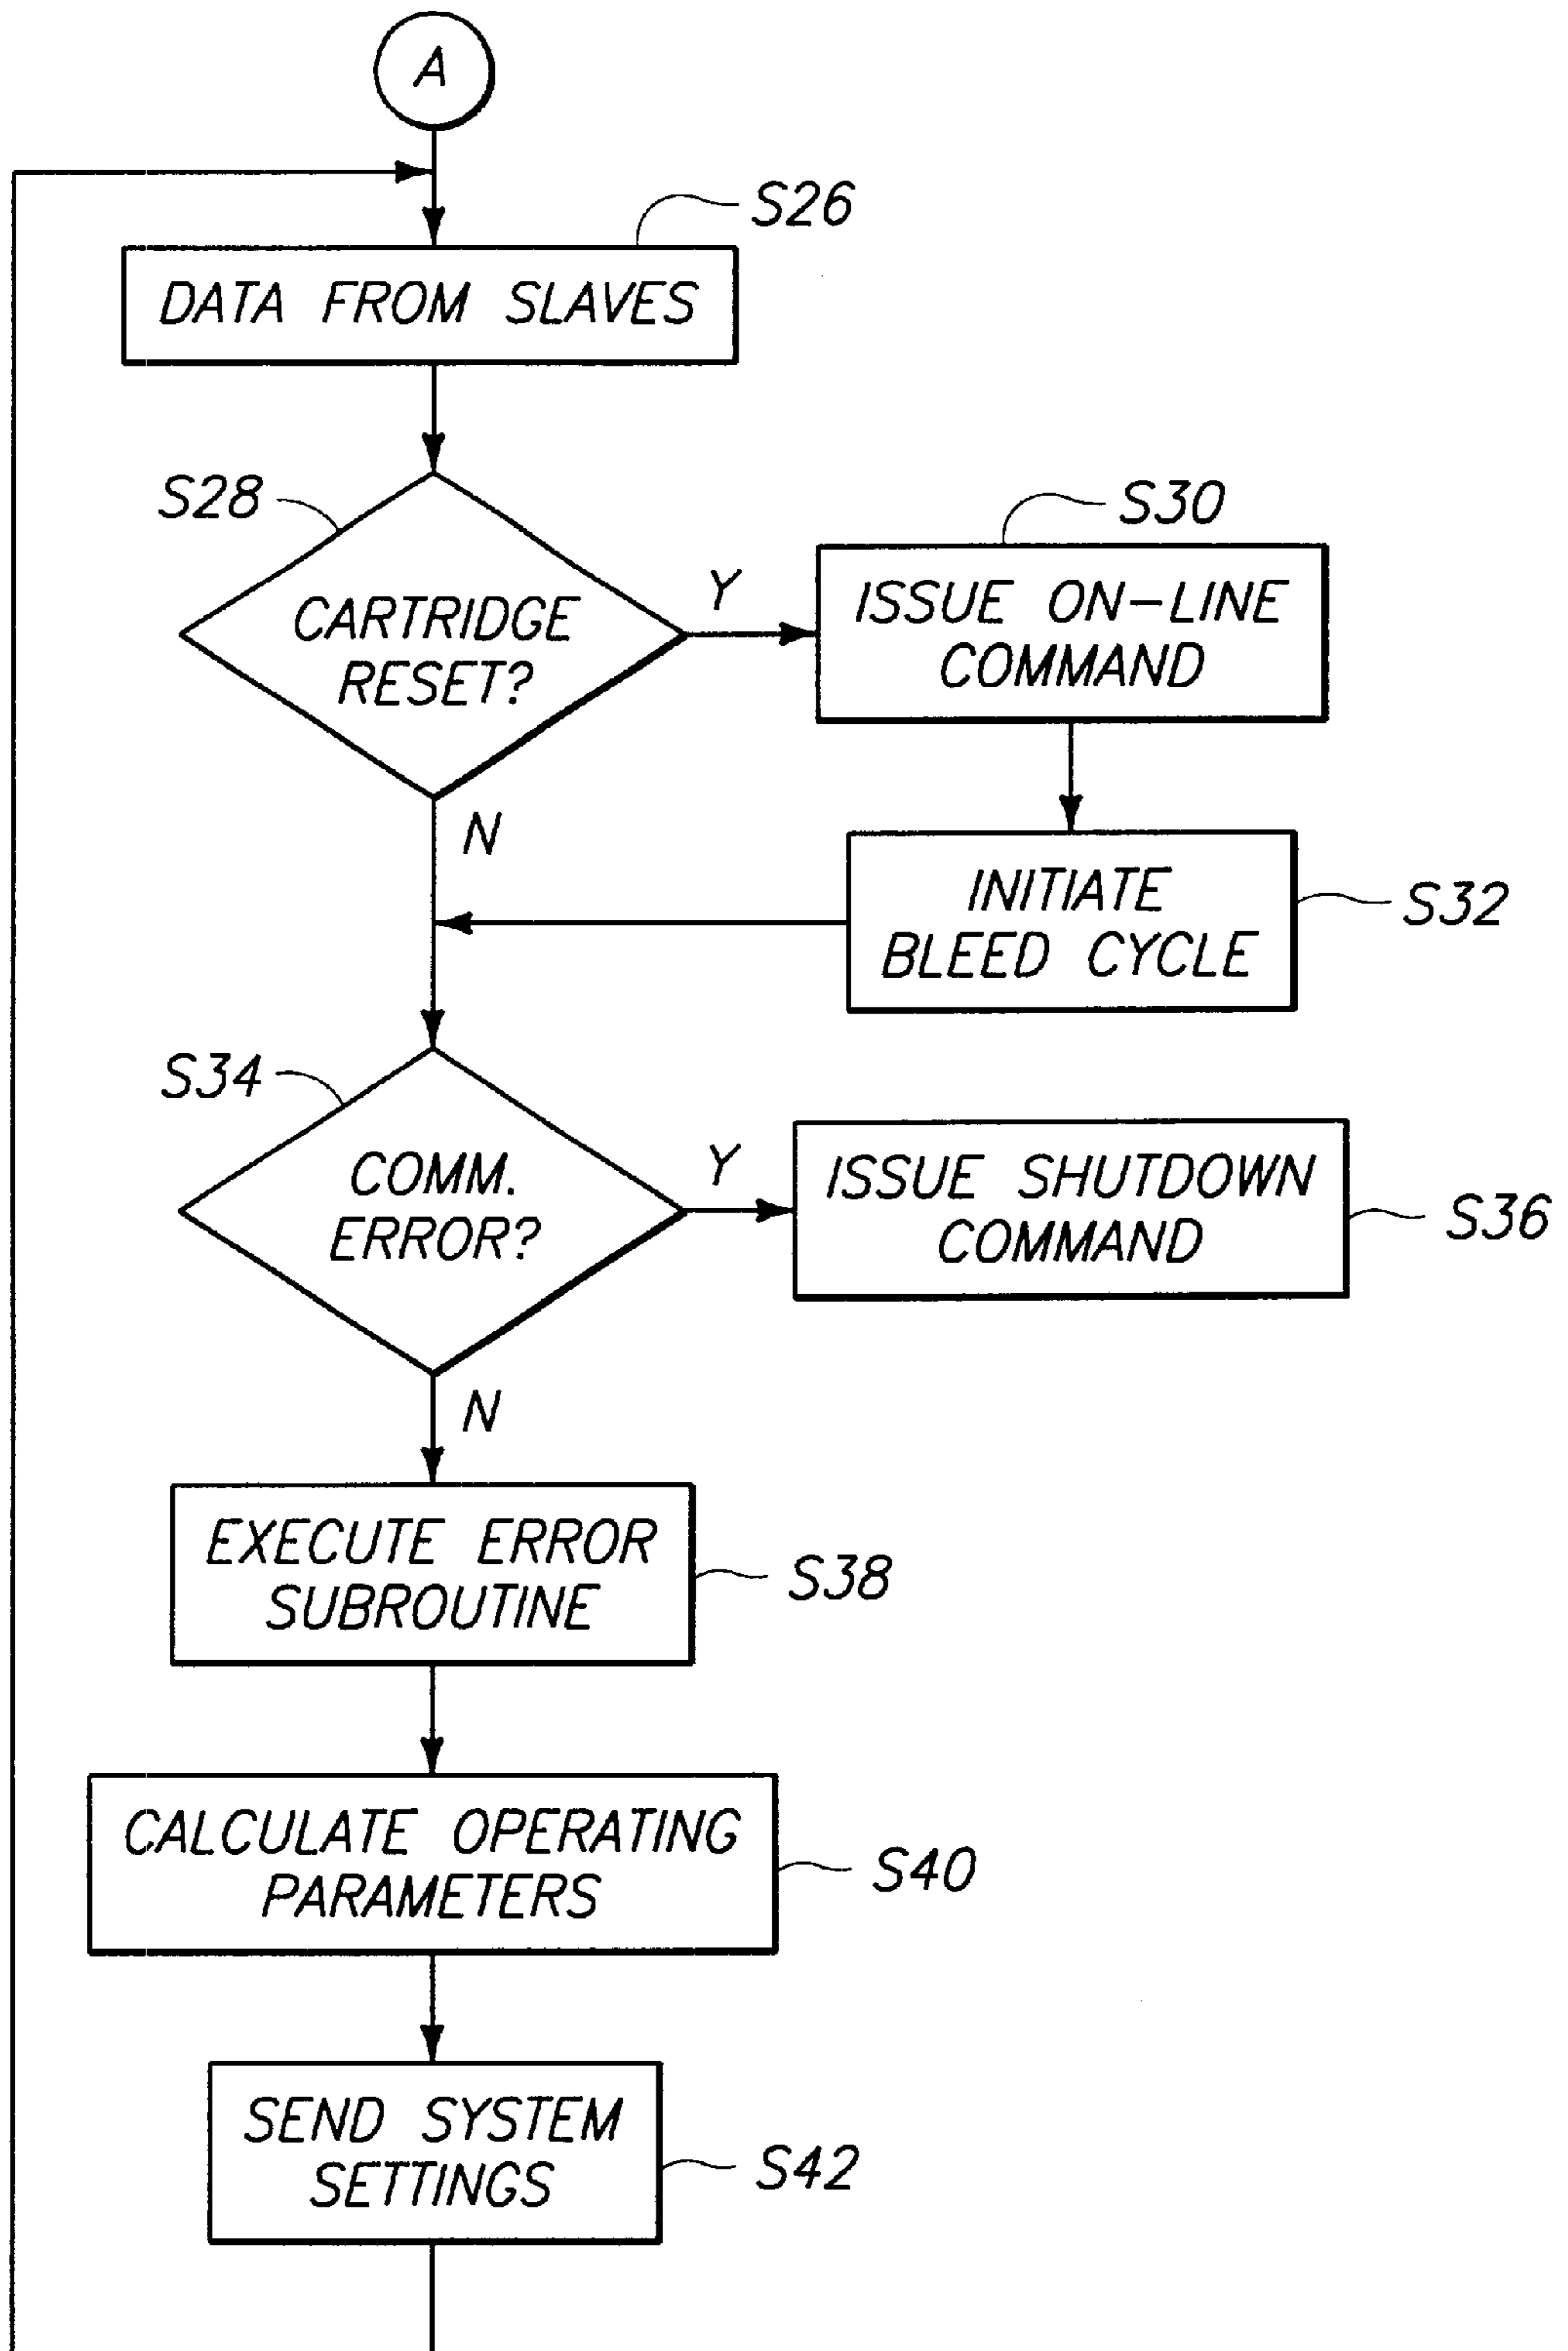 A
S26
DATA FROM SLAVES
S28
CARTRIDGE
RESET?
Y
S30
ISSUE ON-LINE
COMMAND
N
INITIATE
BLEED CYCLE
S32
S34
COMM.
ERROR?
Y
ISSUE SHUTDOWN
COMMAND
S36
N
EXECUTE ERROR
SUBROUTINE
S38
CALCULATE OPERATING
PARAMETERS
S40
SEND SYSTEM
SETTINGS
S42